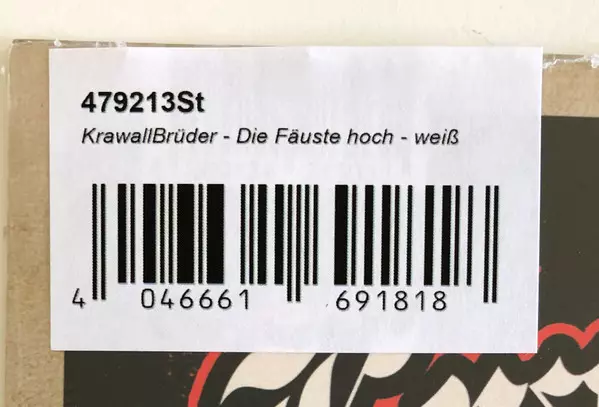 479213St
KrawallBrüder - Die Fäuste hoch - weiß
4 046661 691818